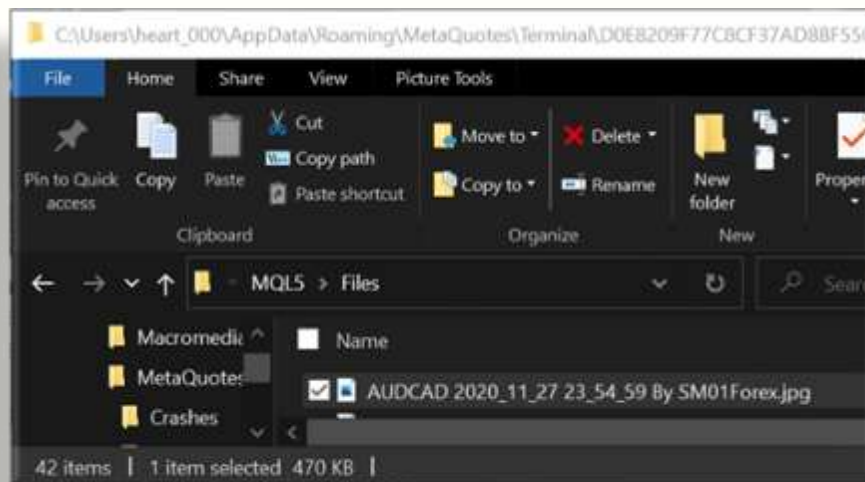 C:\Users\heart_000\AppData\Roaming\MetaQuotes\Terminal\
File Home Share View Picture Tools
Pin to Quick access
Copy
Paste
Cut
Copy path
Paste shortcut
Move to
Copy to
Delete
Rename
New folder
Clipboard
Organize
New
MQL5 > Files
Macromedia
Name
MetaQuotes
AUDCAD 2020_11_27 23_54_59 By SM01Forex.jpg
Crashes
42 items | 1 item selected 470 KB |